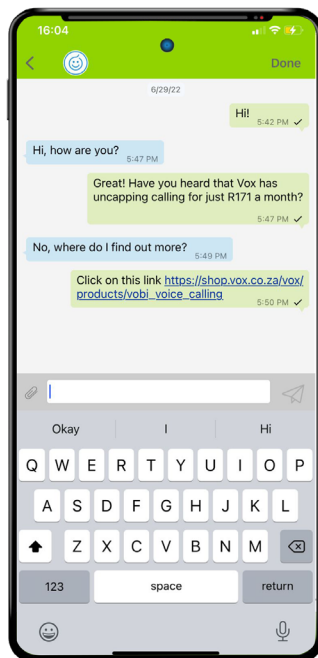 16:04
Done
6/29/22
Hi!
5:42 PM
Hi, how are you?
5:47 PM
Great! Have you heard that Vox has
uncapping calling for just R171 a month?
5:47 PM
No, where do I find out more?
5:49 PM
Click on this link https://shop.vox.co.za/vox/
products/vobi_voice_calling
5:50 PM
Okay I Hi
Q W E R T Y U I O P
A S D F G H J K L
Z X C V B N M
123 space return